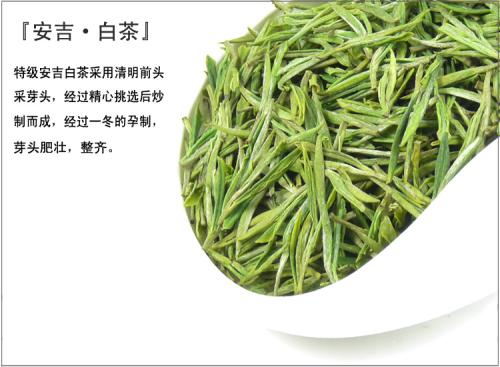 『安吉·白茶』
特级安吉白茶采用清明前头
采芽头，经过精心挑选后炒
制而成，经过一冬的孕制，
芽头肥壮，整齐。